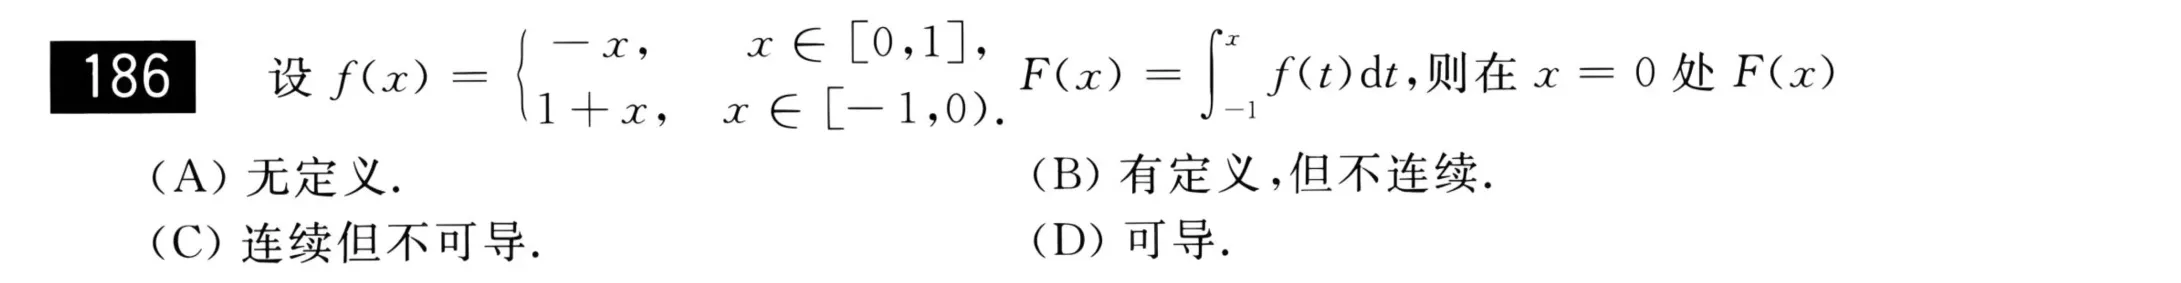 186 设 f(x) = { -x, x ∈ [0,1], 1+x, x ∈ [-1,0). F(x) = ∫_{-1}^{x} f(t)dt,则在 x = 0 处 F(x)
(A) 无定义. (B) 有定义,但不连续.
(C) 连续但不可导. (D) 可导.